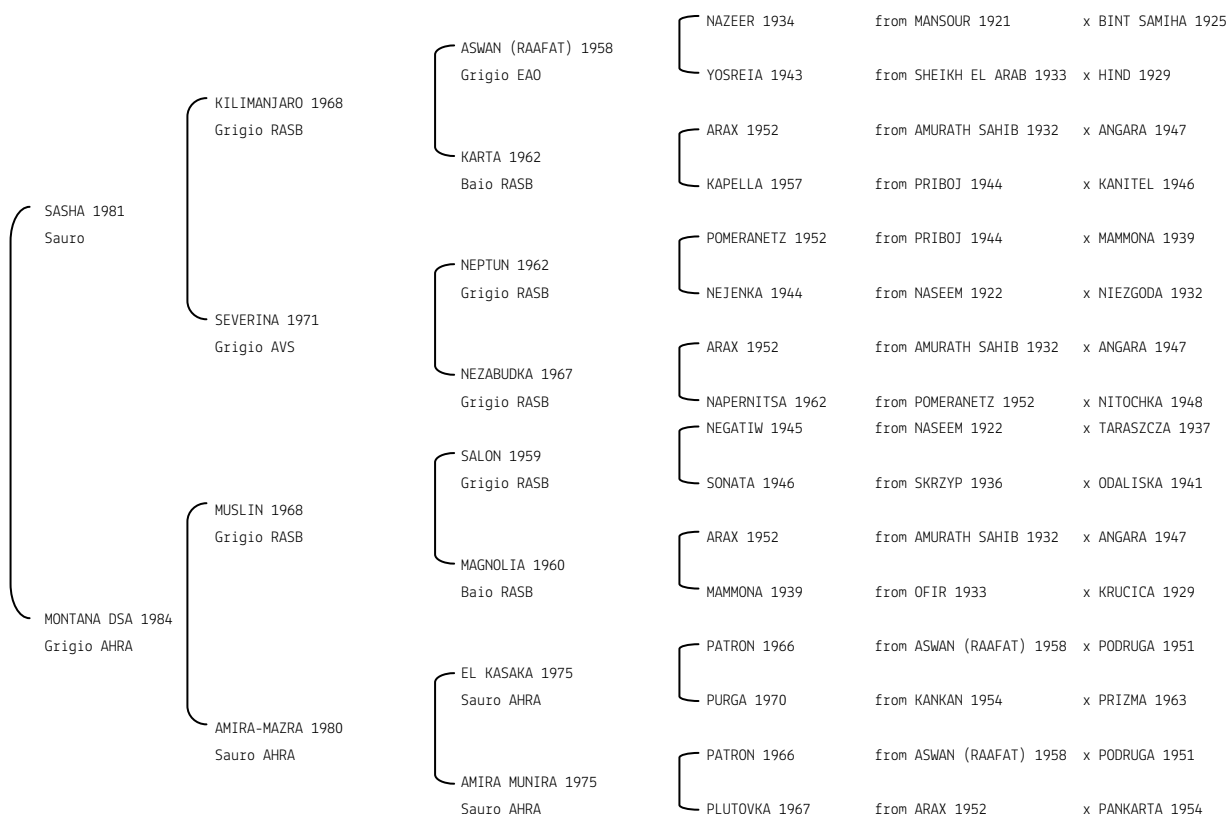 NAZEER 1934 from MANSOUR 1921 x BINT SAMIHA 1925
ASWAN (RAAFAT) 1958
Grigio EAO YOSREIA 1943 from SHEIKH EL ARAB 1933 x HIND 1929
KILIMANJARO 1968
Grigio RASB ARAX 1952 from AMURATH SAHIB 1932 x ANGARA 1947
KARTA 1962
Baio RASB KAPELLA 1957 from PRIBOJ 1944 x KANITEL 1946
SASHA 1981
Sauro POMERANETZ 1952 from PRIBOJ 1944 x MAMMONA 1939
NEPTUN 1962
Grigio RASB NEJENKA 1944 from NASEEM 1922 x NIEZGODA 1932
SEVERINA 1971
Grigio AVS ARAX 1952 from AMURATH SAHIB 1932 x ANGARA 1947
NEZABUDKA 1967
Grigio RASB NAPERNITSA 1962 from POMERANETZ 1952 x NITOCHKA 1948
NEGATIW 1945 from NASEEM 1922 x TARASZCZA 1937
SALON 1959
Grigio RASB SONATA 1946 from SKRZYP 1936 x ODALISKA 1941
MUSLIN 1968
Grigio RASB ARAX 1952 from AMURATH SAHIB 1932 x ANGARA 1947
MAGNOLIA 1960
Baio RASB MAMMONA 1939 from OFIR 1933 x KRUCICA 1929
MONTANA DSA 1984
Grigio AHRA PATRON 1966 from ASWAN (RAAFAT) 1958 x PODRUGA 1951
EL KASAKA 1975
Sauro AHRA PURGA 1970 from KANKAN 1954 x PRIZMA 1963
AMIRA-MAZRA 1980
Sauro AHRA PATRON 1966 from ASWAN (RAAFAT) 1958 x PODRUGA 1951
AMIRA MUNIRA 1975
Sauro AHRA PLUTOVKA 1967 from ARAX 1952 x PANKARTA 1954